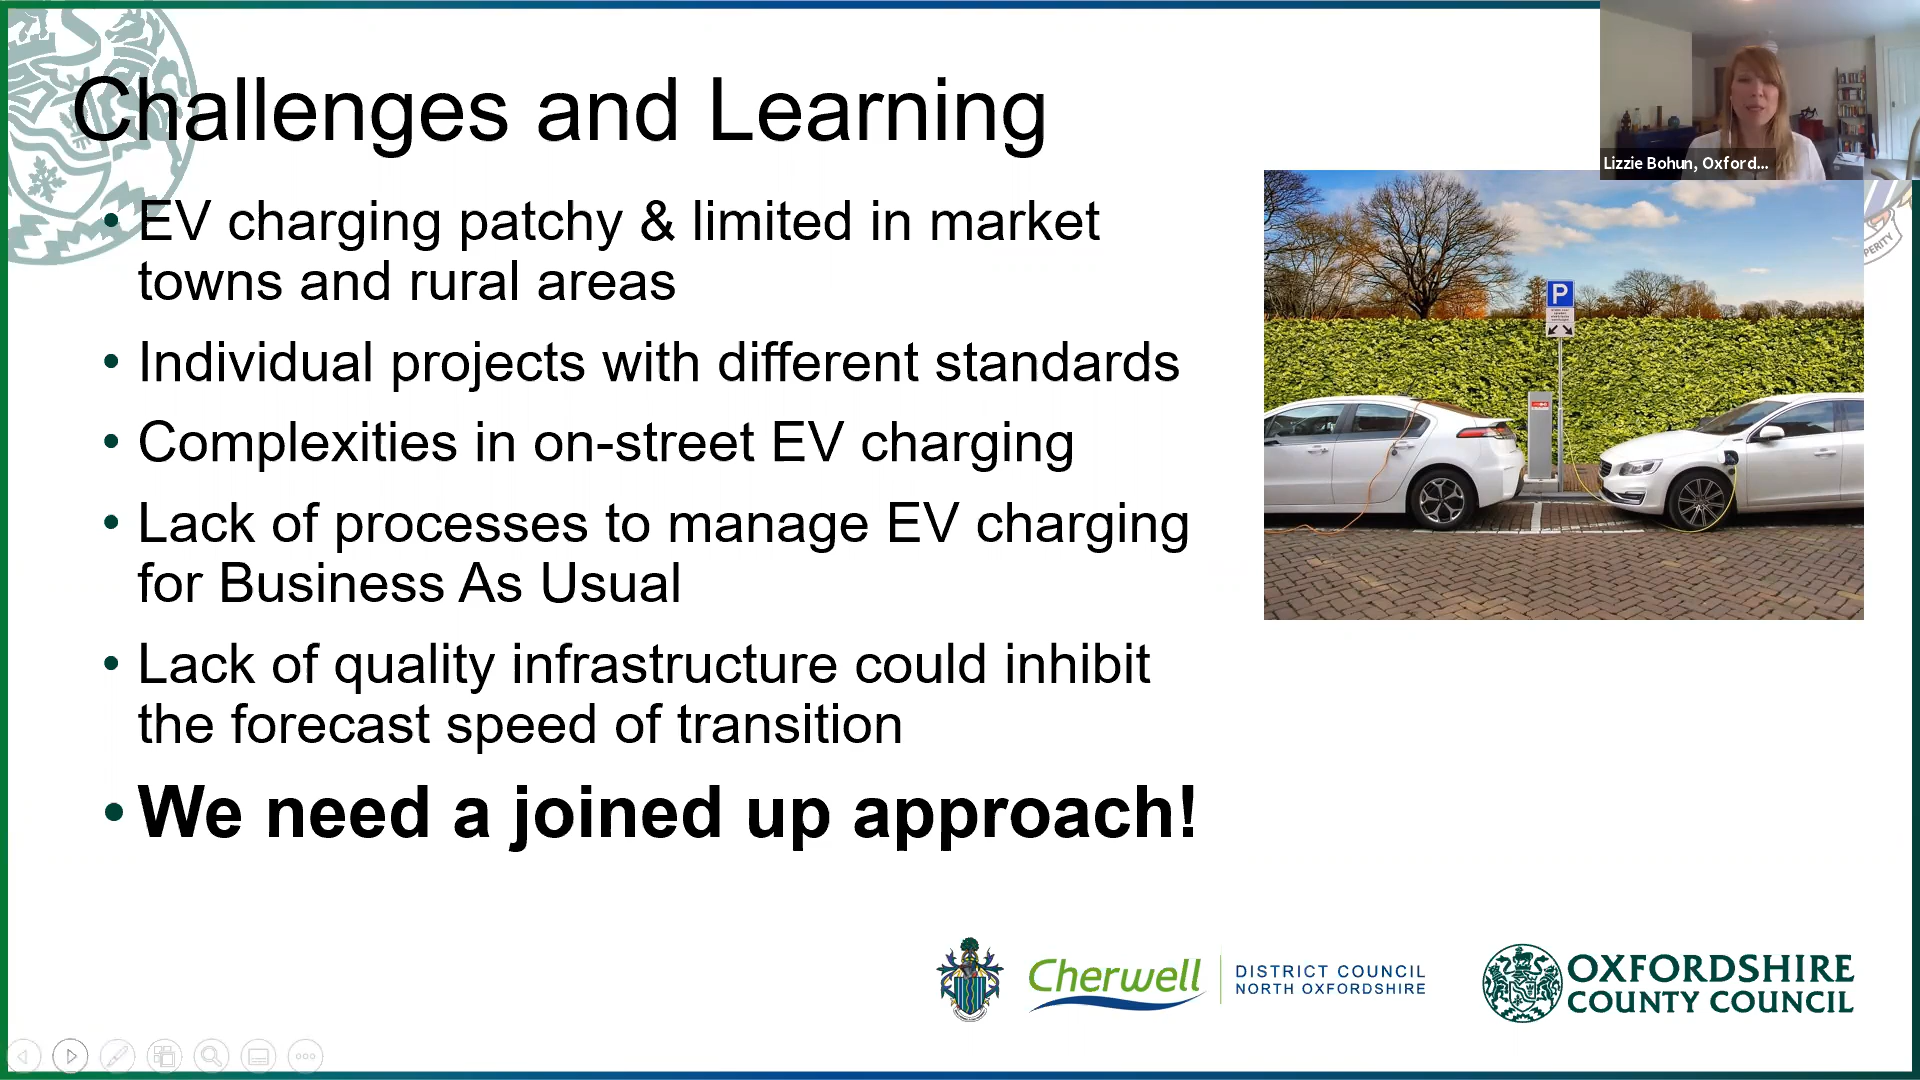 Challenges and Learning
Lizzie Bohun, Oxford...
• EV charging patchy & limited in market
towns and rural areas
• Individual projects with different standards
• Complexities in on-street EV charging
• Lack of processes to manage EV charging
for Business As Usual
• Lack of quality infrastructure could inhibit
the forecast speed of transition
• We need a joined up approach!
P
PERITY
Cherwell
DISTRICT COUNCIL
NORTH OXFORDSHIRE
OXFORDSHIRE
COUNTY COUNCIL